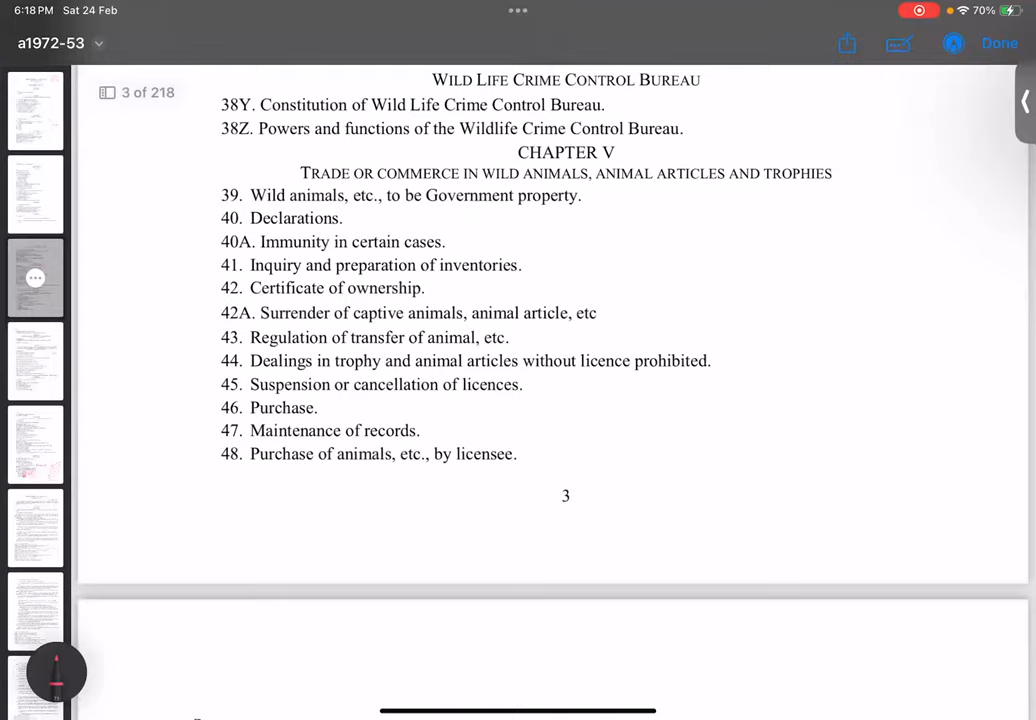 6:18 PM Sat 24 Feb
70%
a1972-53
Done
3 of 218
WILD LIFE CRIME CONTROL BUREAU
38Y. Constitution of Wild Life Crime Control Bureau.
38Z. Powers and functions of the Wildlife Crime Control Bureau.
CHAPTER V
TRADE OR COMMERCE IN WILD ANIMALS, ANIMAL ARTICLES AND TROPHIES
39. Wild animals, etc., to be Government property.
40. Declarations.
40A. Immunity in certain cases.
41. Inquiry and preparation of inventories.
42. Certificate of ownership.
42A. Surrender of captive animals, animal article, etc
43. Regulation of transfer of animal, etc.
44. Dealings in trophy and animal articles without licence prohibited.
45. Suspension or cancellation of licences.
46. Purchase.
47. Maintenance of records.
48. Purchase of animals, etc., by licensee.
3